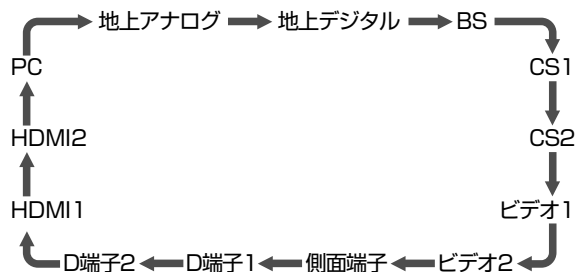 地上アナログ 地上デジタル BS
PC CS1
HDMI2 CS2
HDMI1 ビデオ1
D端子2 D端子1 側面端子 ビデオ2